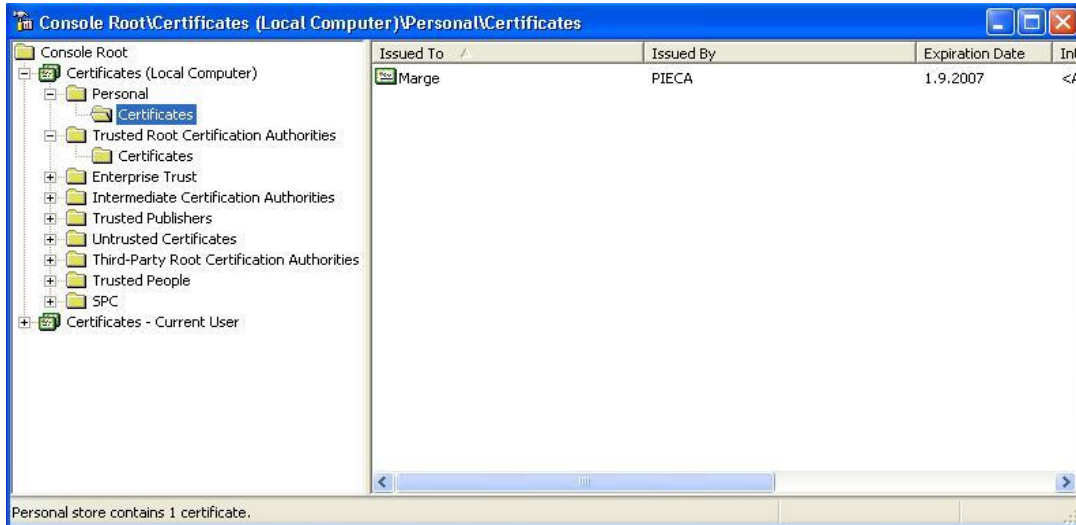 Console Root\Certificates (Local Computer)\Personal\Certificates
Console Root
Certificates (Local Computer)
Personal
Certificates
Trusted Root Certification Authorities
Certificates
Enterprise Trust
Intermediate Certification Authorities
Trusted Publishers
Untrusted Certificates
Third-Party Root Certification Authorities
Trusted People
SPC
Certificates - Current User
Issued To Issued By Expiration Date Int
Marge PIECA 1.9.2007 <A
Personal store contains 1 certificate.